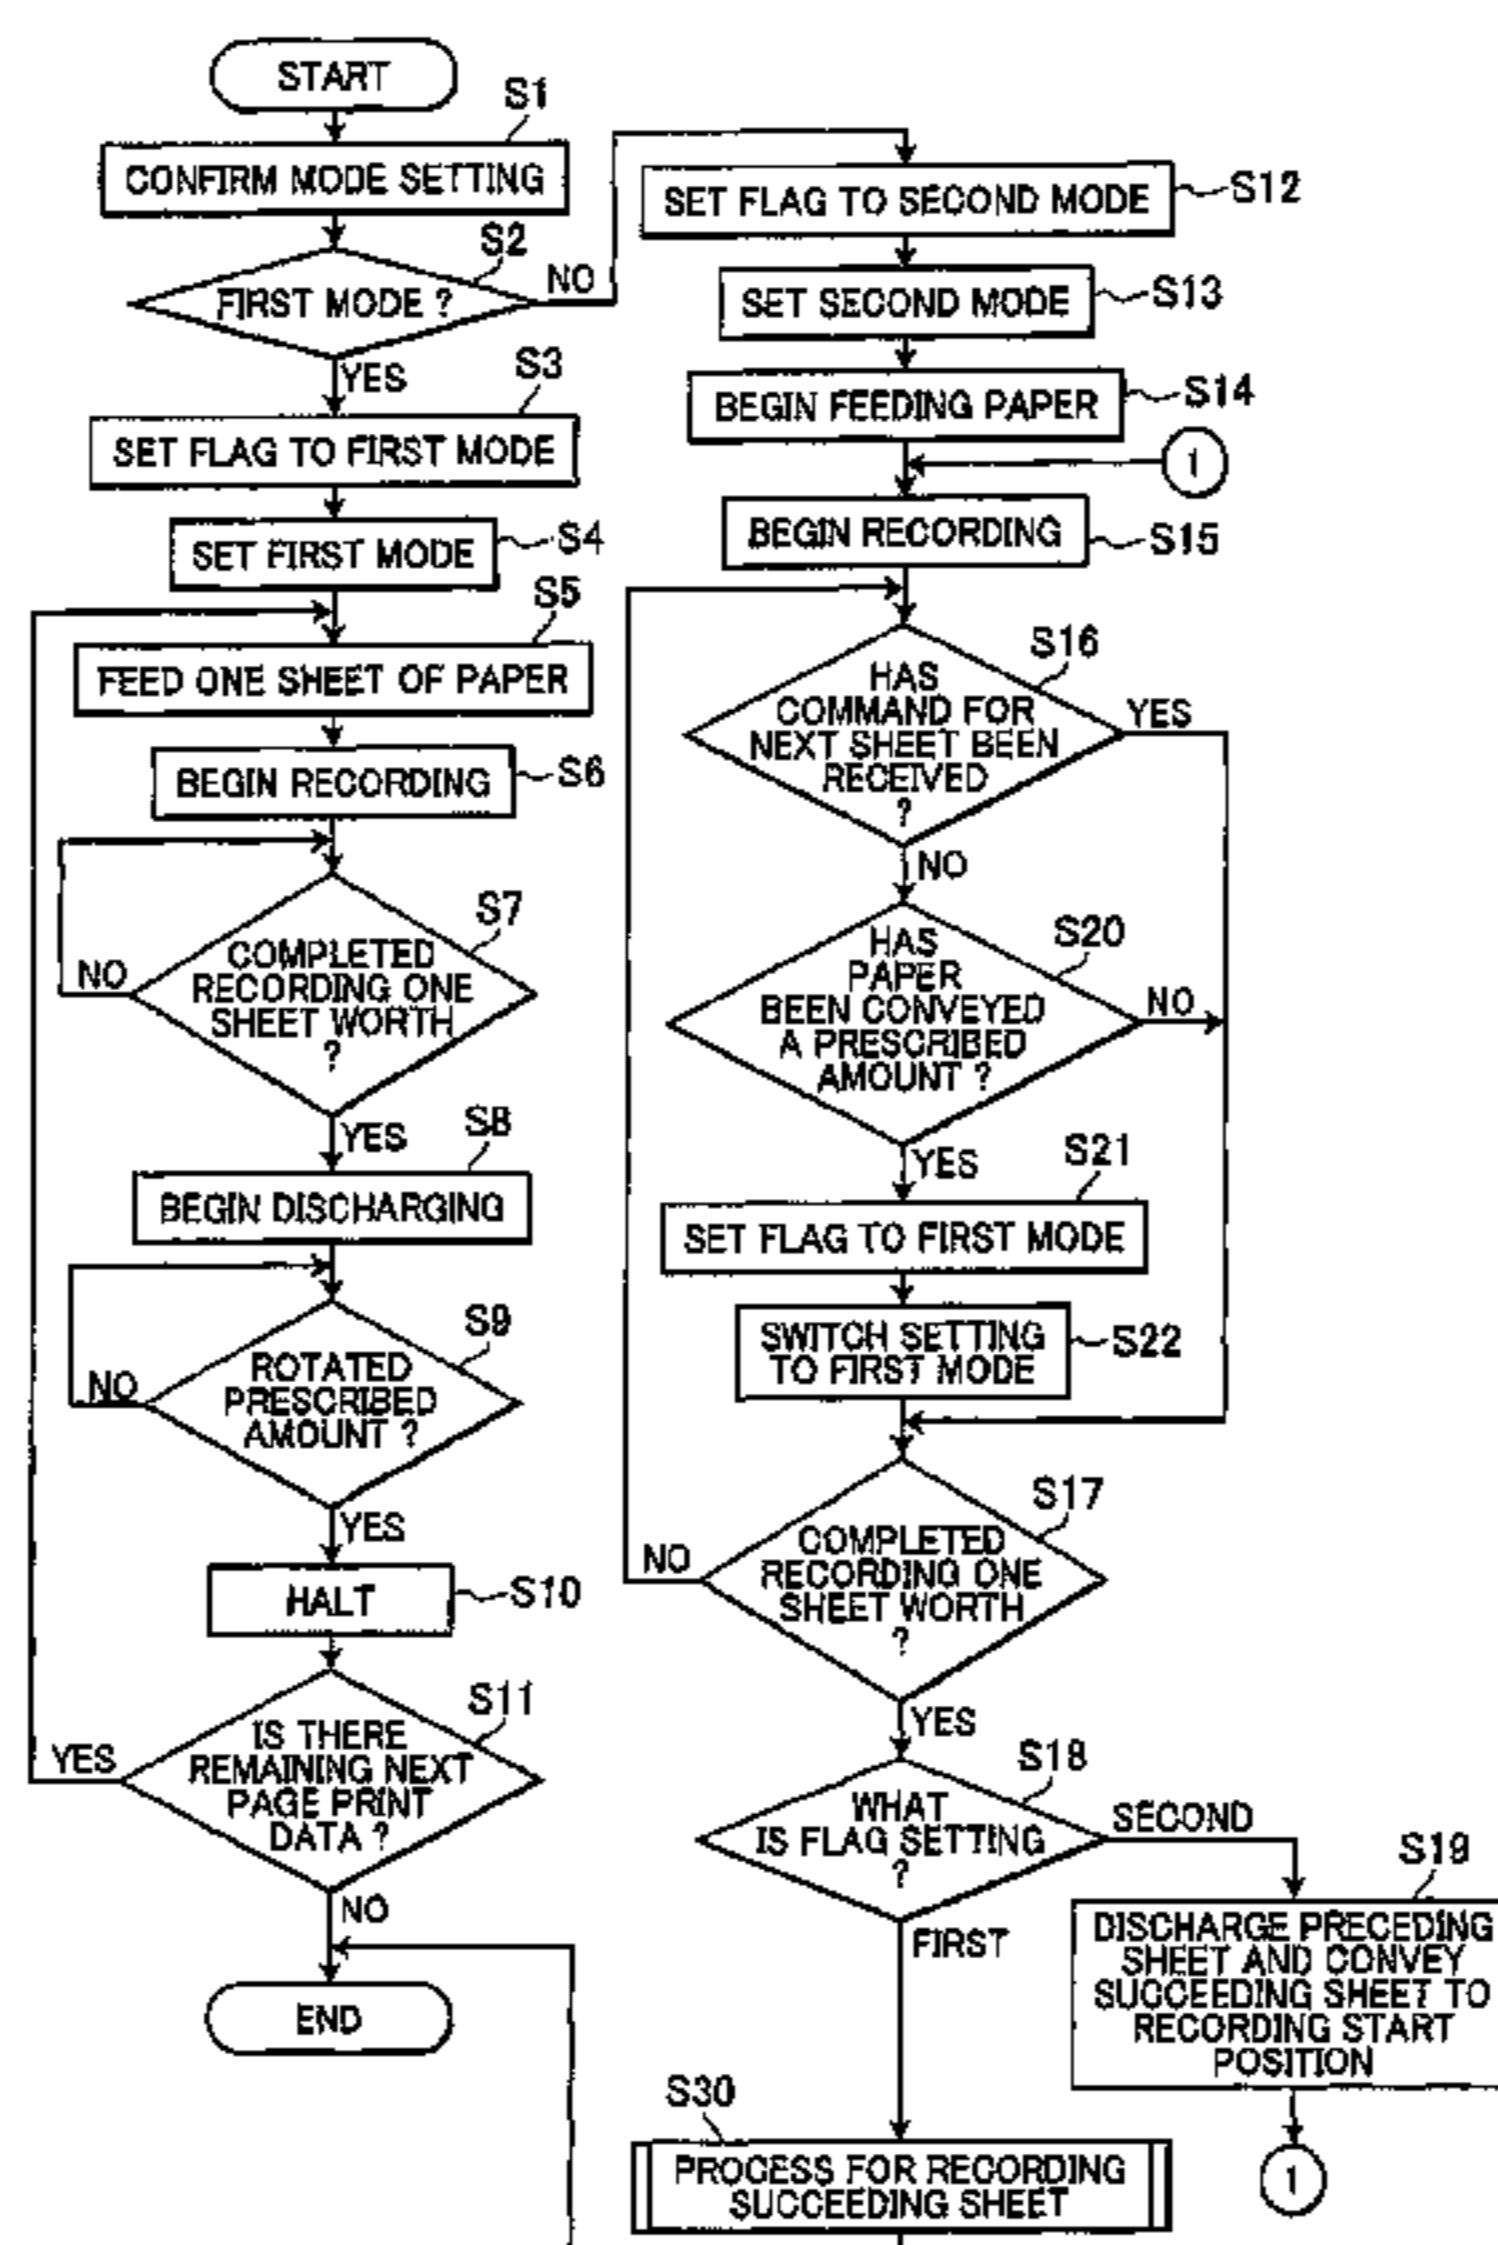 START
S1
CONFIRM MODE SETTING
S2
FIRST MODE ?
NO
YES
S3
SET FLAG TO FIRST MODE
SET FIRST MODE
S4
S5
FEED ONE SHEET OF PAPER
BEGIN RECORDING
S6
S7
COMPLETED
RECORDING ONE
SHEET WORTH
?
NO
YES
S8
BEGIN DISCHARGING
S9
ROTATED
PRESCRIBED
AMOUNT ?
NO
YES
HALT
S10
S11
IS THERE
REMAINING NEXT
PAGE PRINT
DATA ?
YES
NO
END
SET FLAG TO SECOND MODE
S12
SET SECOND MODE
S13
BEGIN FEEDING PAPER
S14
1
BEGIN RECORDING
S15
S16
HAS
COMMAND FOR
NEXT SHEET BEEN
RECEIVED
?
YES
NO
S20
HAS
PAPER
BEEN CONVEYED
A PRESCRIBED
AMOUNT ?
NO
YES
S21
SET FLAG TO FIRST MODE
SWITCH SETTING
TO FIRST MODE
S22
S17
COMPLETED
RECORDING ONE
SHEET WORTH
?
NO
YES
S18
WHAT
IS FLAG SETTING
?
SECOND
FIRST
S19
DISCHARGE PRECEDING
SHEET AND CONVEY
SUCCEEDING SHEET TO
RECORDING START
POSITION
1
S30
PROCESS FOR RECORDING
SUCCEEDING SHEET